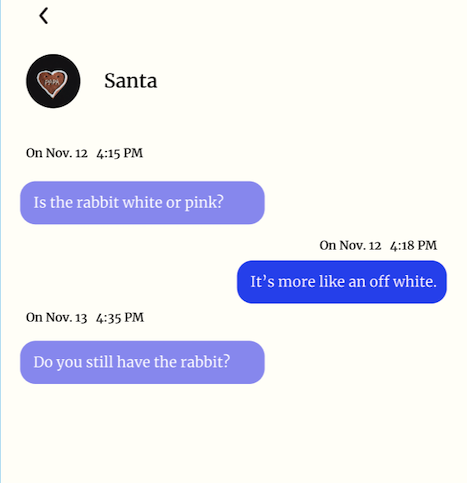 Santa
PAPA
On Nov. 12 4:15 PM
Is the rabbit white or pink?
On Nov. 12 4:18 PM
It’s more like an off white.
On Nov. 13 4:35 PM
Do you still have the rabbit?